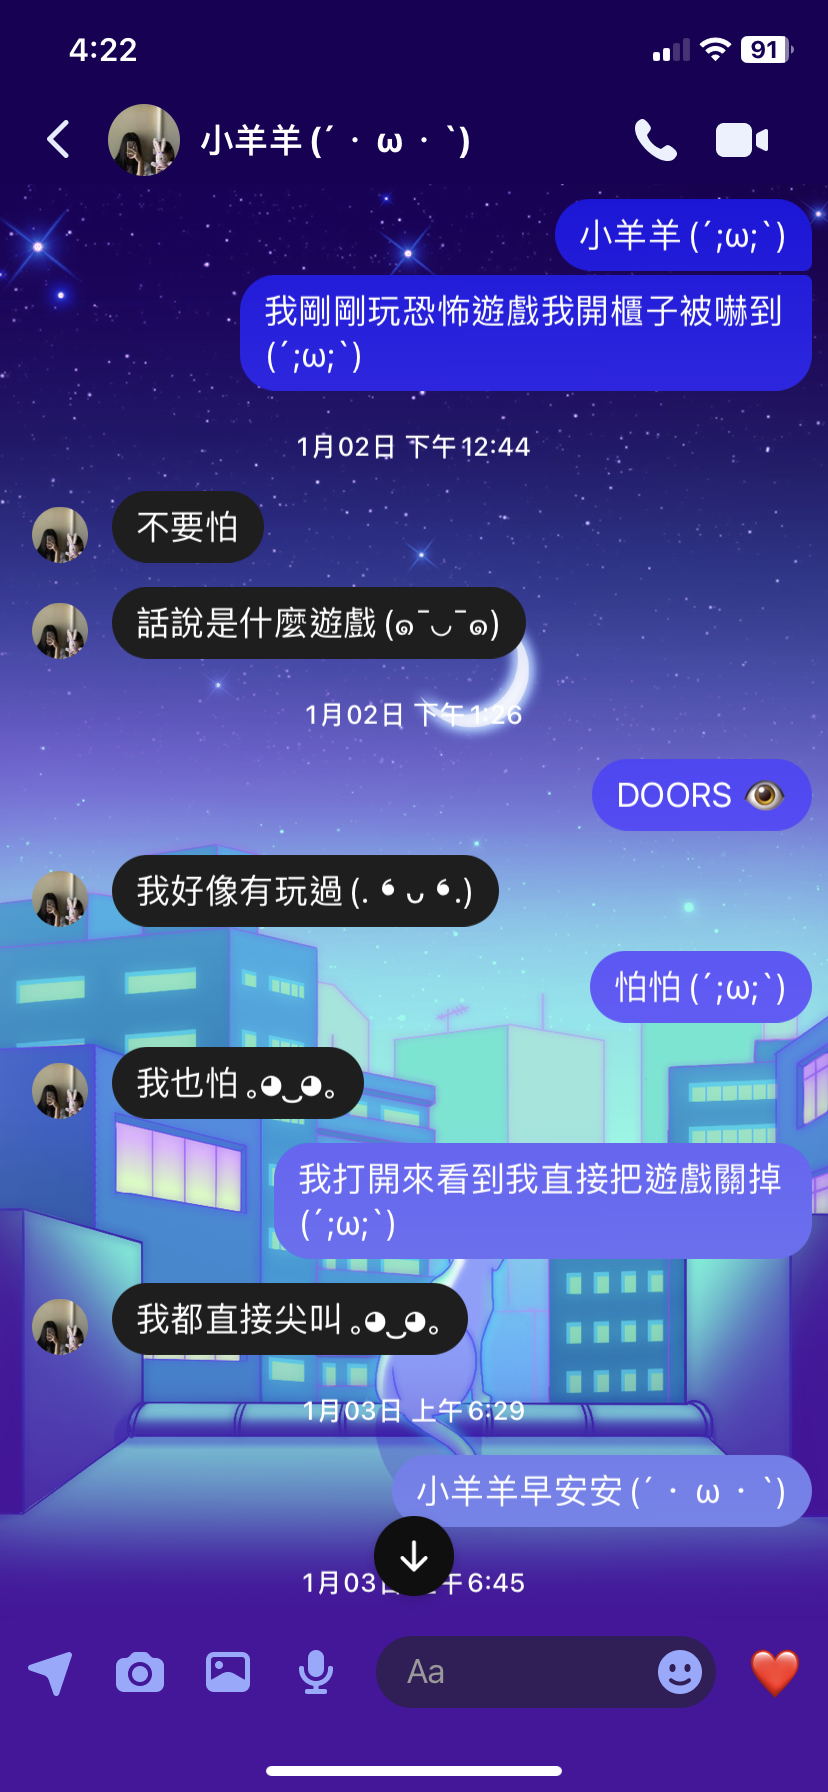 4:22
91
小羊羊 (´・ω・`)
小羊羊 (´;ω;`)
我剛剛玩恐怖遊戲我開櫃子被嚇到
(´;ω;`)
1月02日 下午12:44
不要怕
話說是什麼遊戲 (๑¯◡¯๑)
1月02日 下午1:26
DOORS 👁️
我好像有玩過 (. ❛ ᴗ ❛.)
怕怕 (´;ω;`)
我也怕 ｡◕‿◕｡
我打開來看到我直接把遊戲關掉
(´;ω;`)
我都直接尖叫 ｡◕‿◕｡
1月03日 上午6:29
小羊羊早安安 (´・ω・`)
1月03 午6:45
Aa